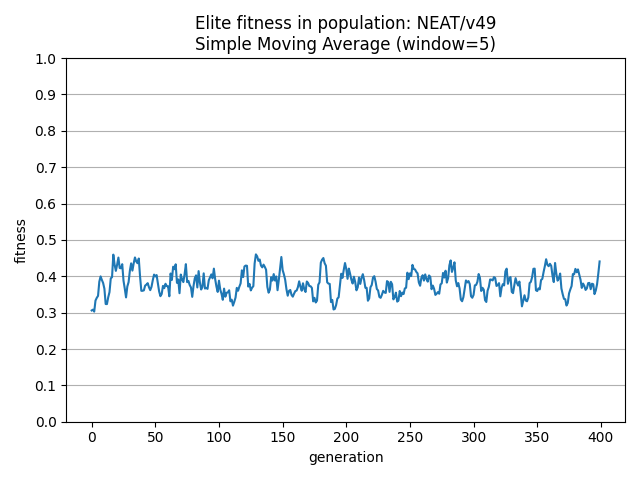 Elite fitness in population: NEAT/v49
Simple Moving Average (window=5)
1.0
0.9
0.8
0.7
0.6
0.5
0.4
0.3
0.2
0.1
0.0
fitness
0 50 100 150 200 250 300 350 400
generation